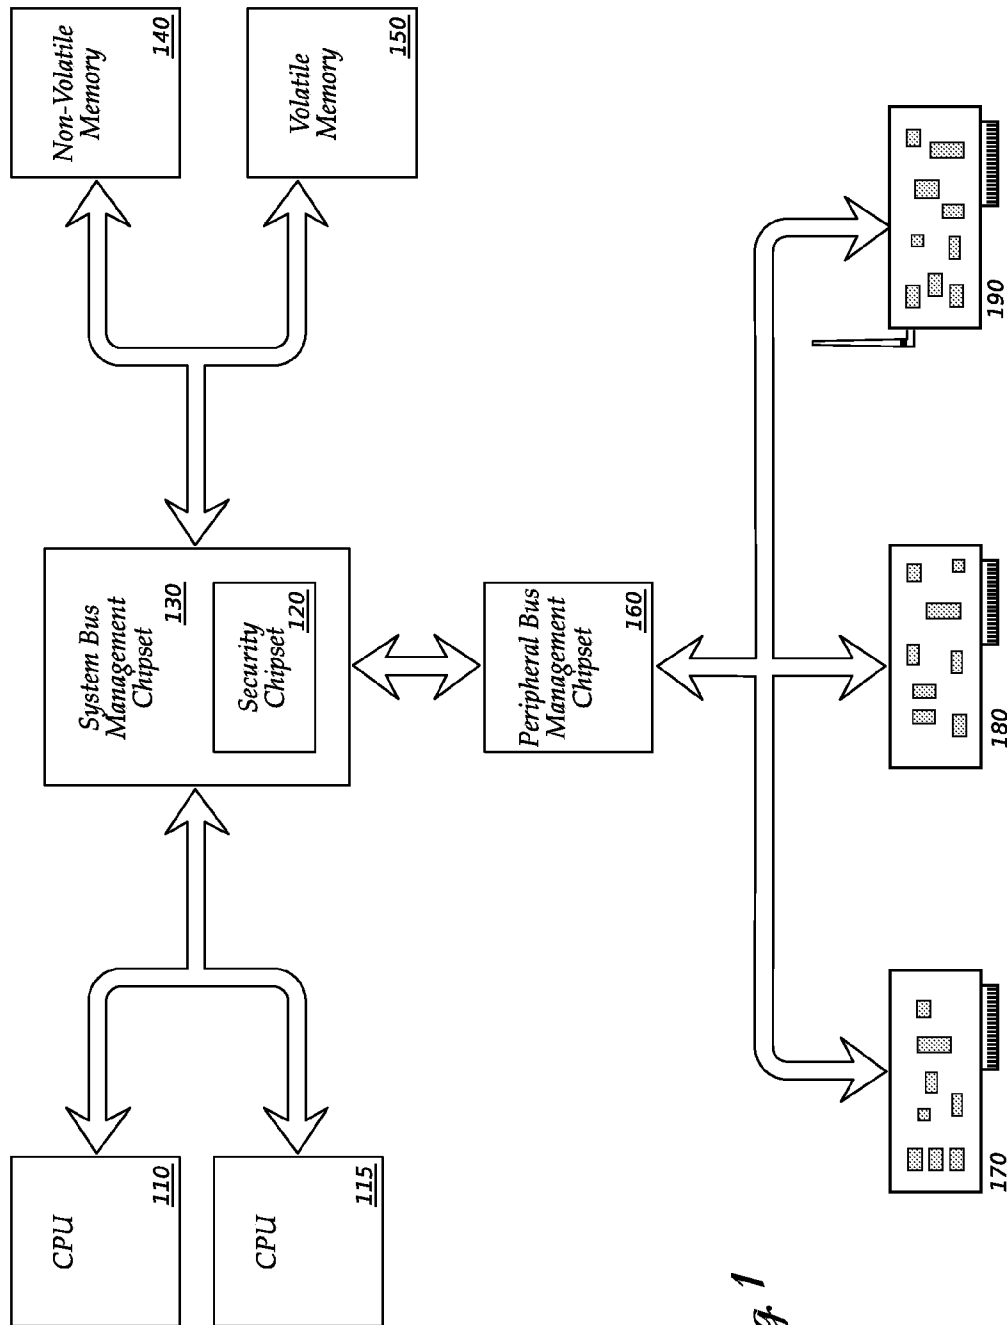 CPU
110
CPU
115
System Bus
Management
Chipset
130
Security
Chipset
120
Non-Volatile
Memory
140
Volatile
Memory
150
Peripheral Bus
Management
Chipset
160
170
180
190
g. 1